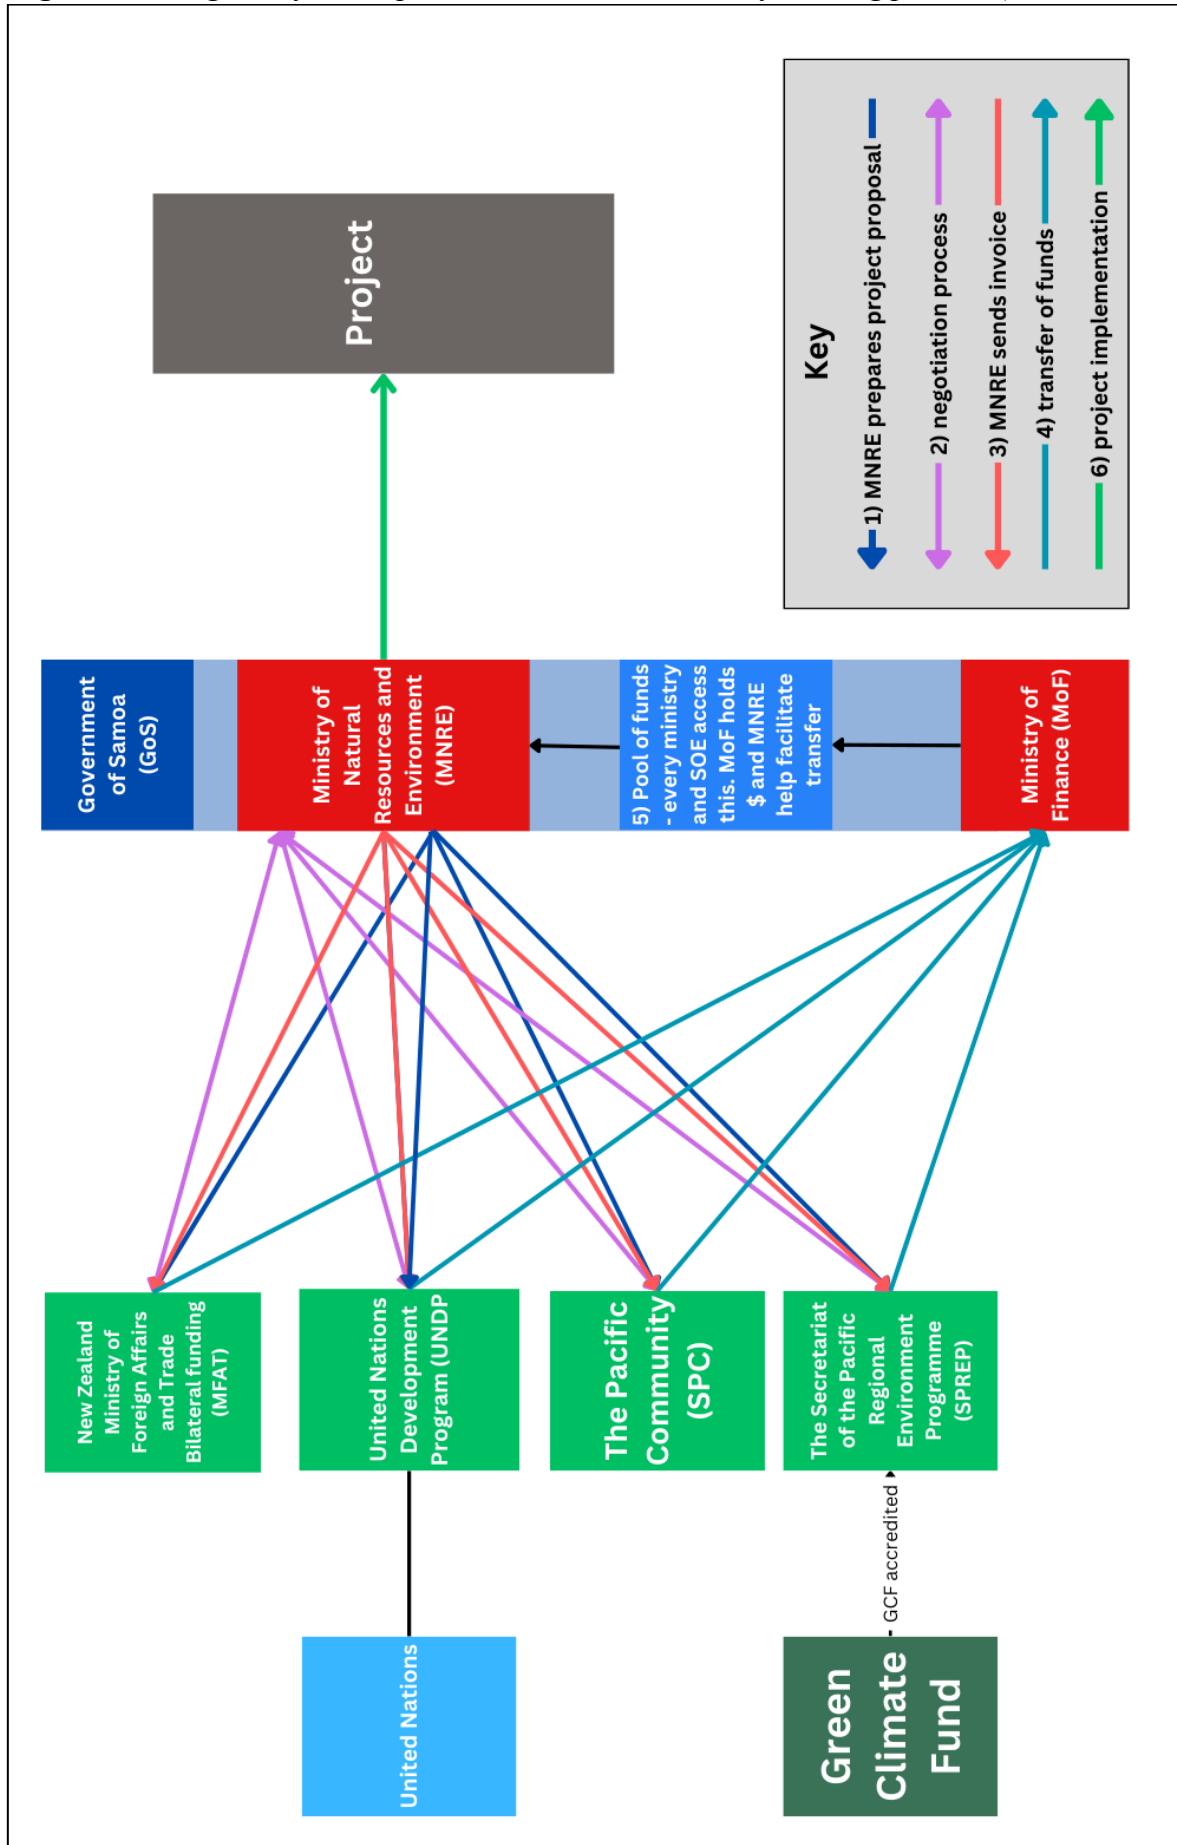 United Nations
Green
Climate
Fund
GCF accredited
New Zealand
Ministry of
Foreign Affairs
and Trade
Bilateral funding
(MFAT)
United Nations
Development
Program (UNDP
The Pacific
Community
(SPC)
The Secretariat
of the Pacific
Regional
Environment
Programme
(SPREP)
Government
of Samoa
(GoS)
Ministry of
Natural
Resources and
Environment
(MNRE)
5) Pool of funds
- every ministry
and SOE access
this. MoF holds
$ and MNRE
help facilitate
transfer
Ministry of
Finance (MoF)
Project
Key
1) MNRE prepares project proposal
2) negotiation process
3) MNRE sends invoice
4) transfer of funds
6) project implementation